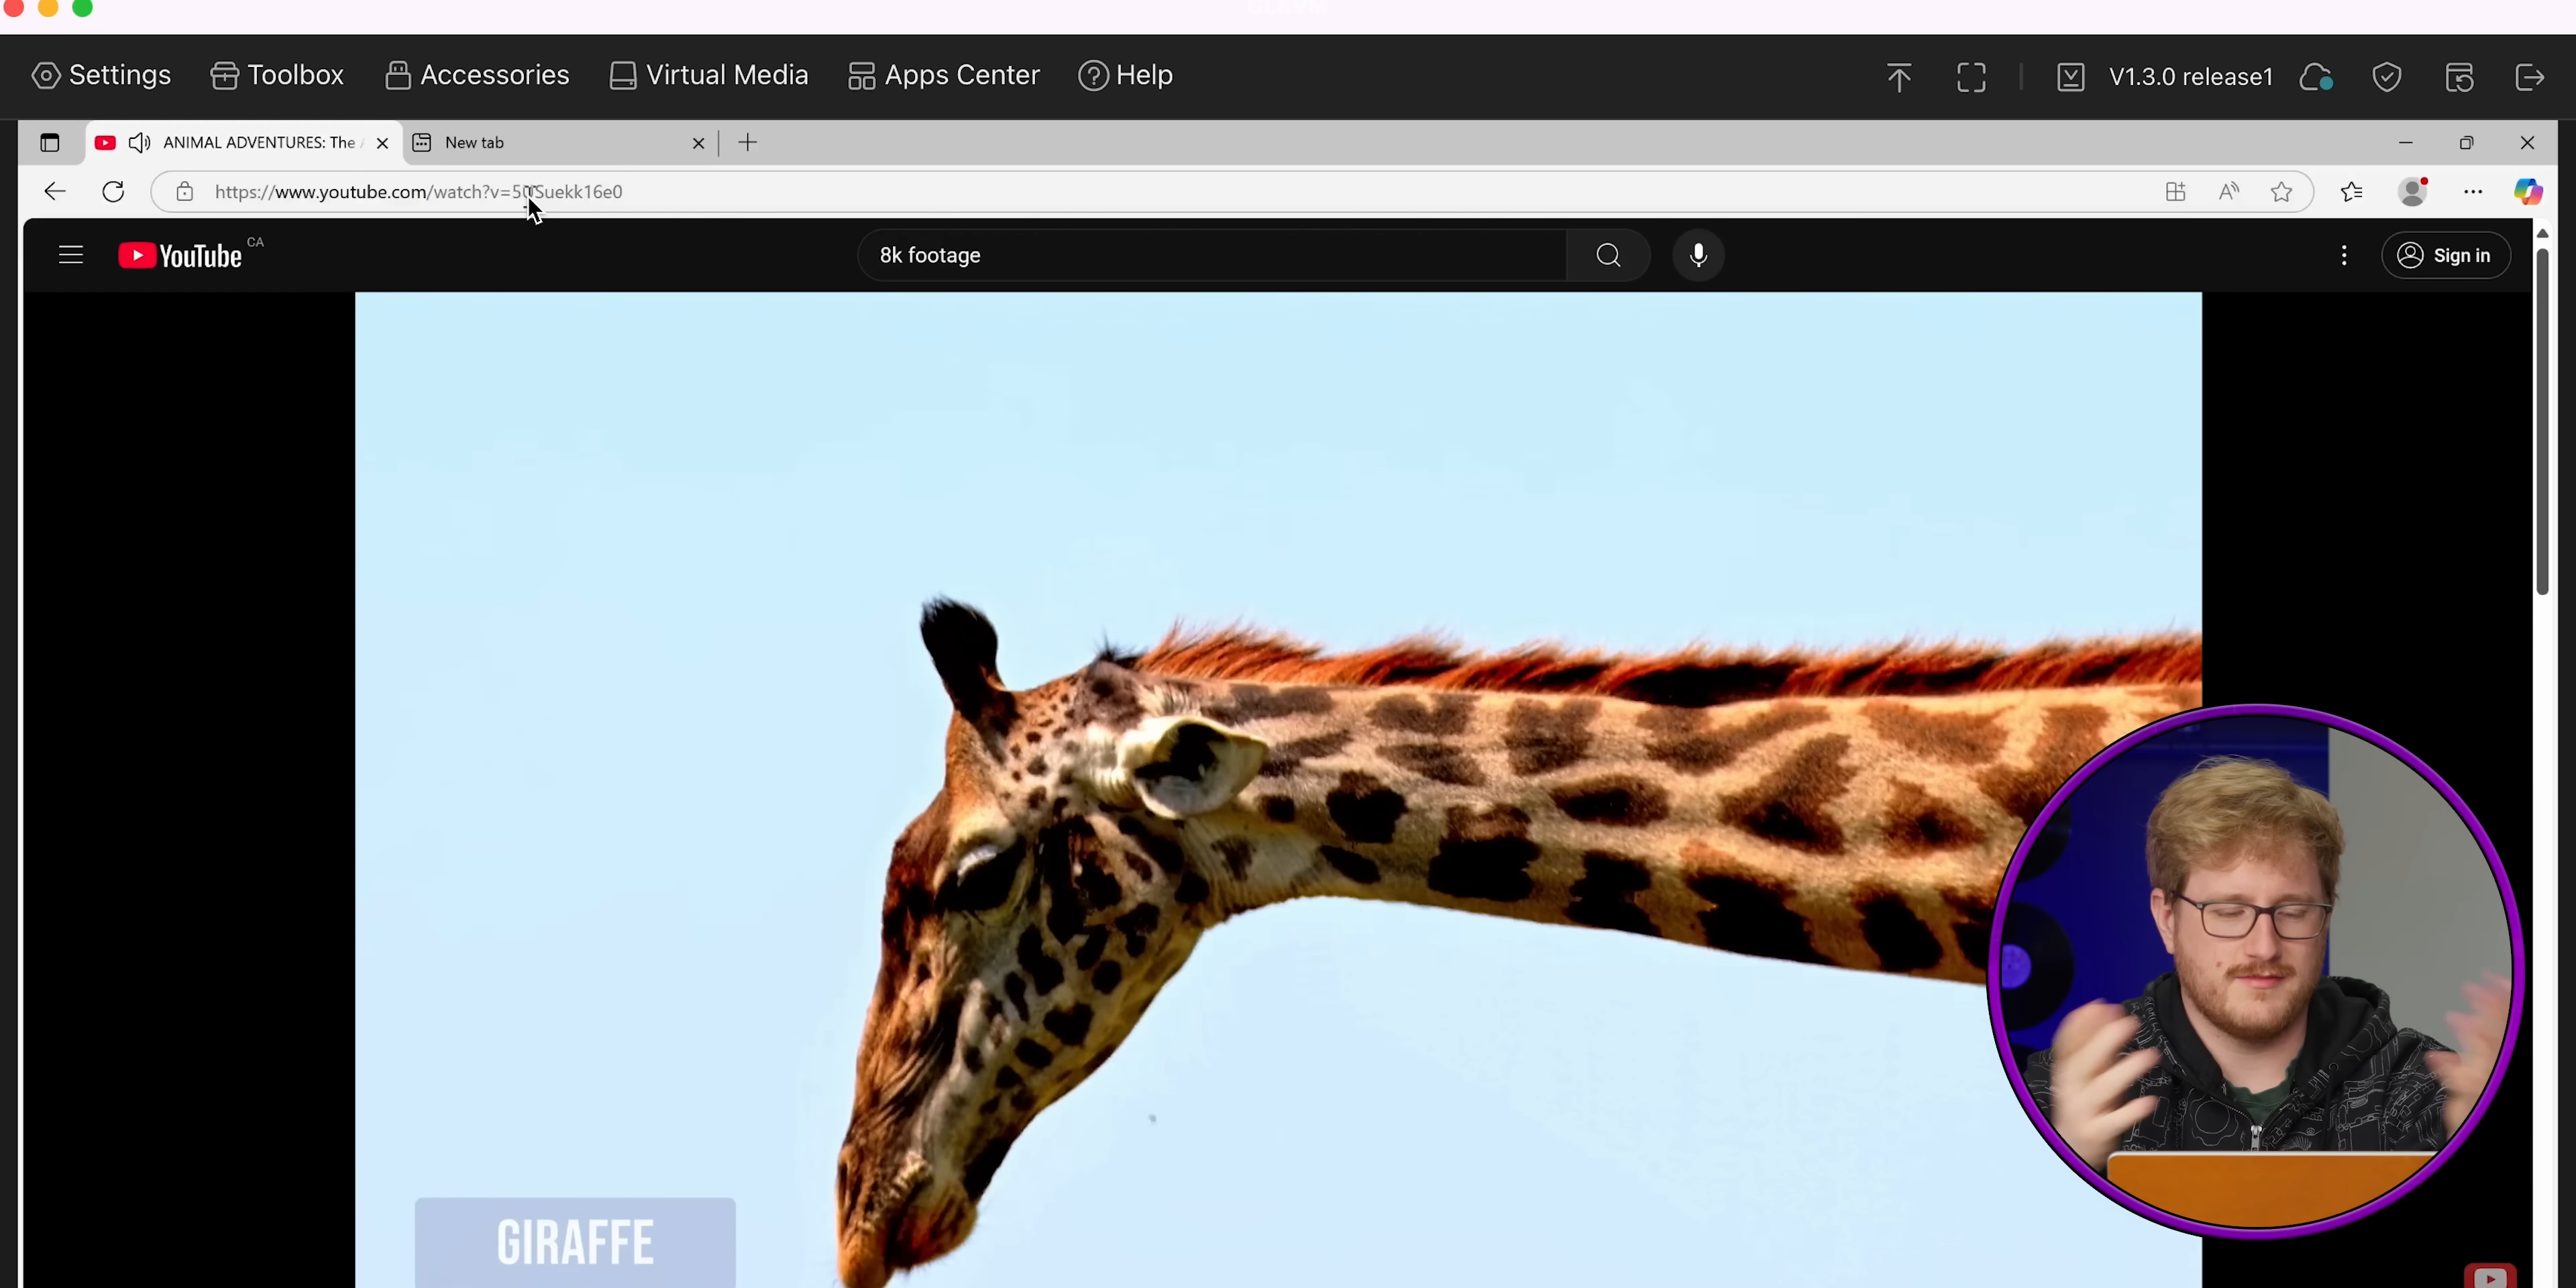 Settings Toolbox Accessories Virtual Media Apps Center Help V1.3.0 release1
ANIMAL ADVENTURES: The New tab
https://www.youtube.com/watch?v=5
YouTube CA 8k footage Sign in
GIRAFFE